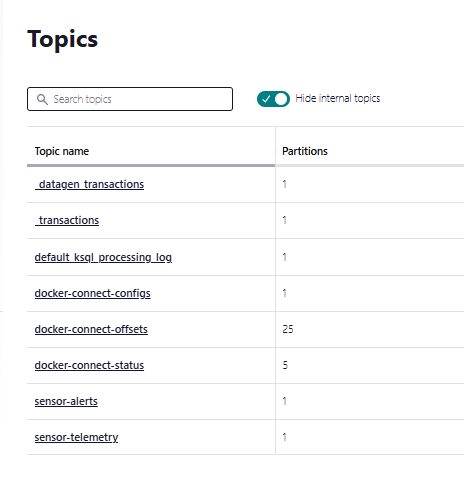 Topics
Search topics
Hide internal topics
Topic name Partitions
_datagen_transactions 1
_transactions 1
default_ksql_processing_log 1
docker-connect-configs 1
docker-connect-offsets 25
docker-connect-status 5
sensor-alerts 1
sensor-telemetry 1